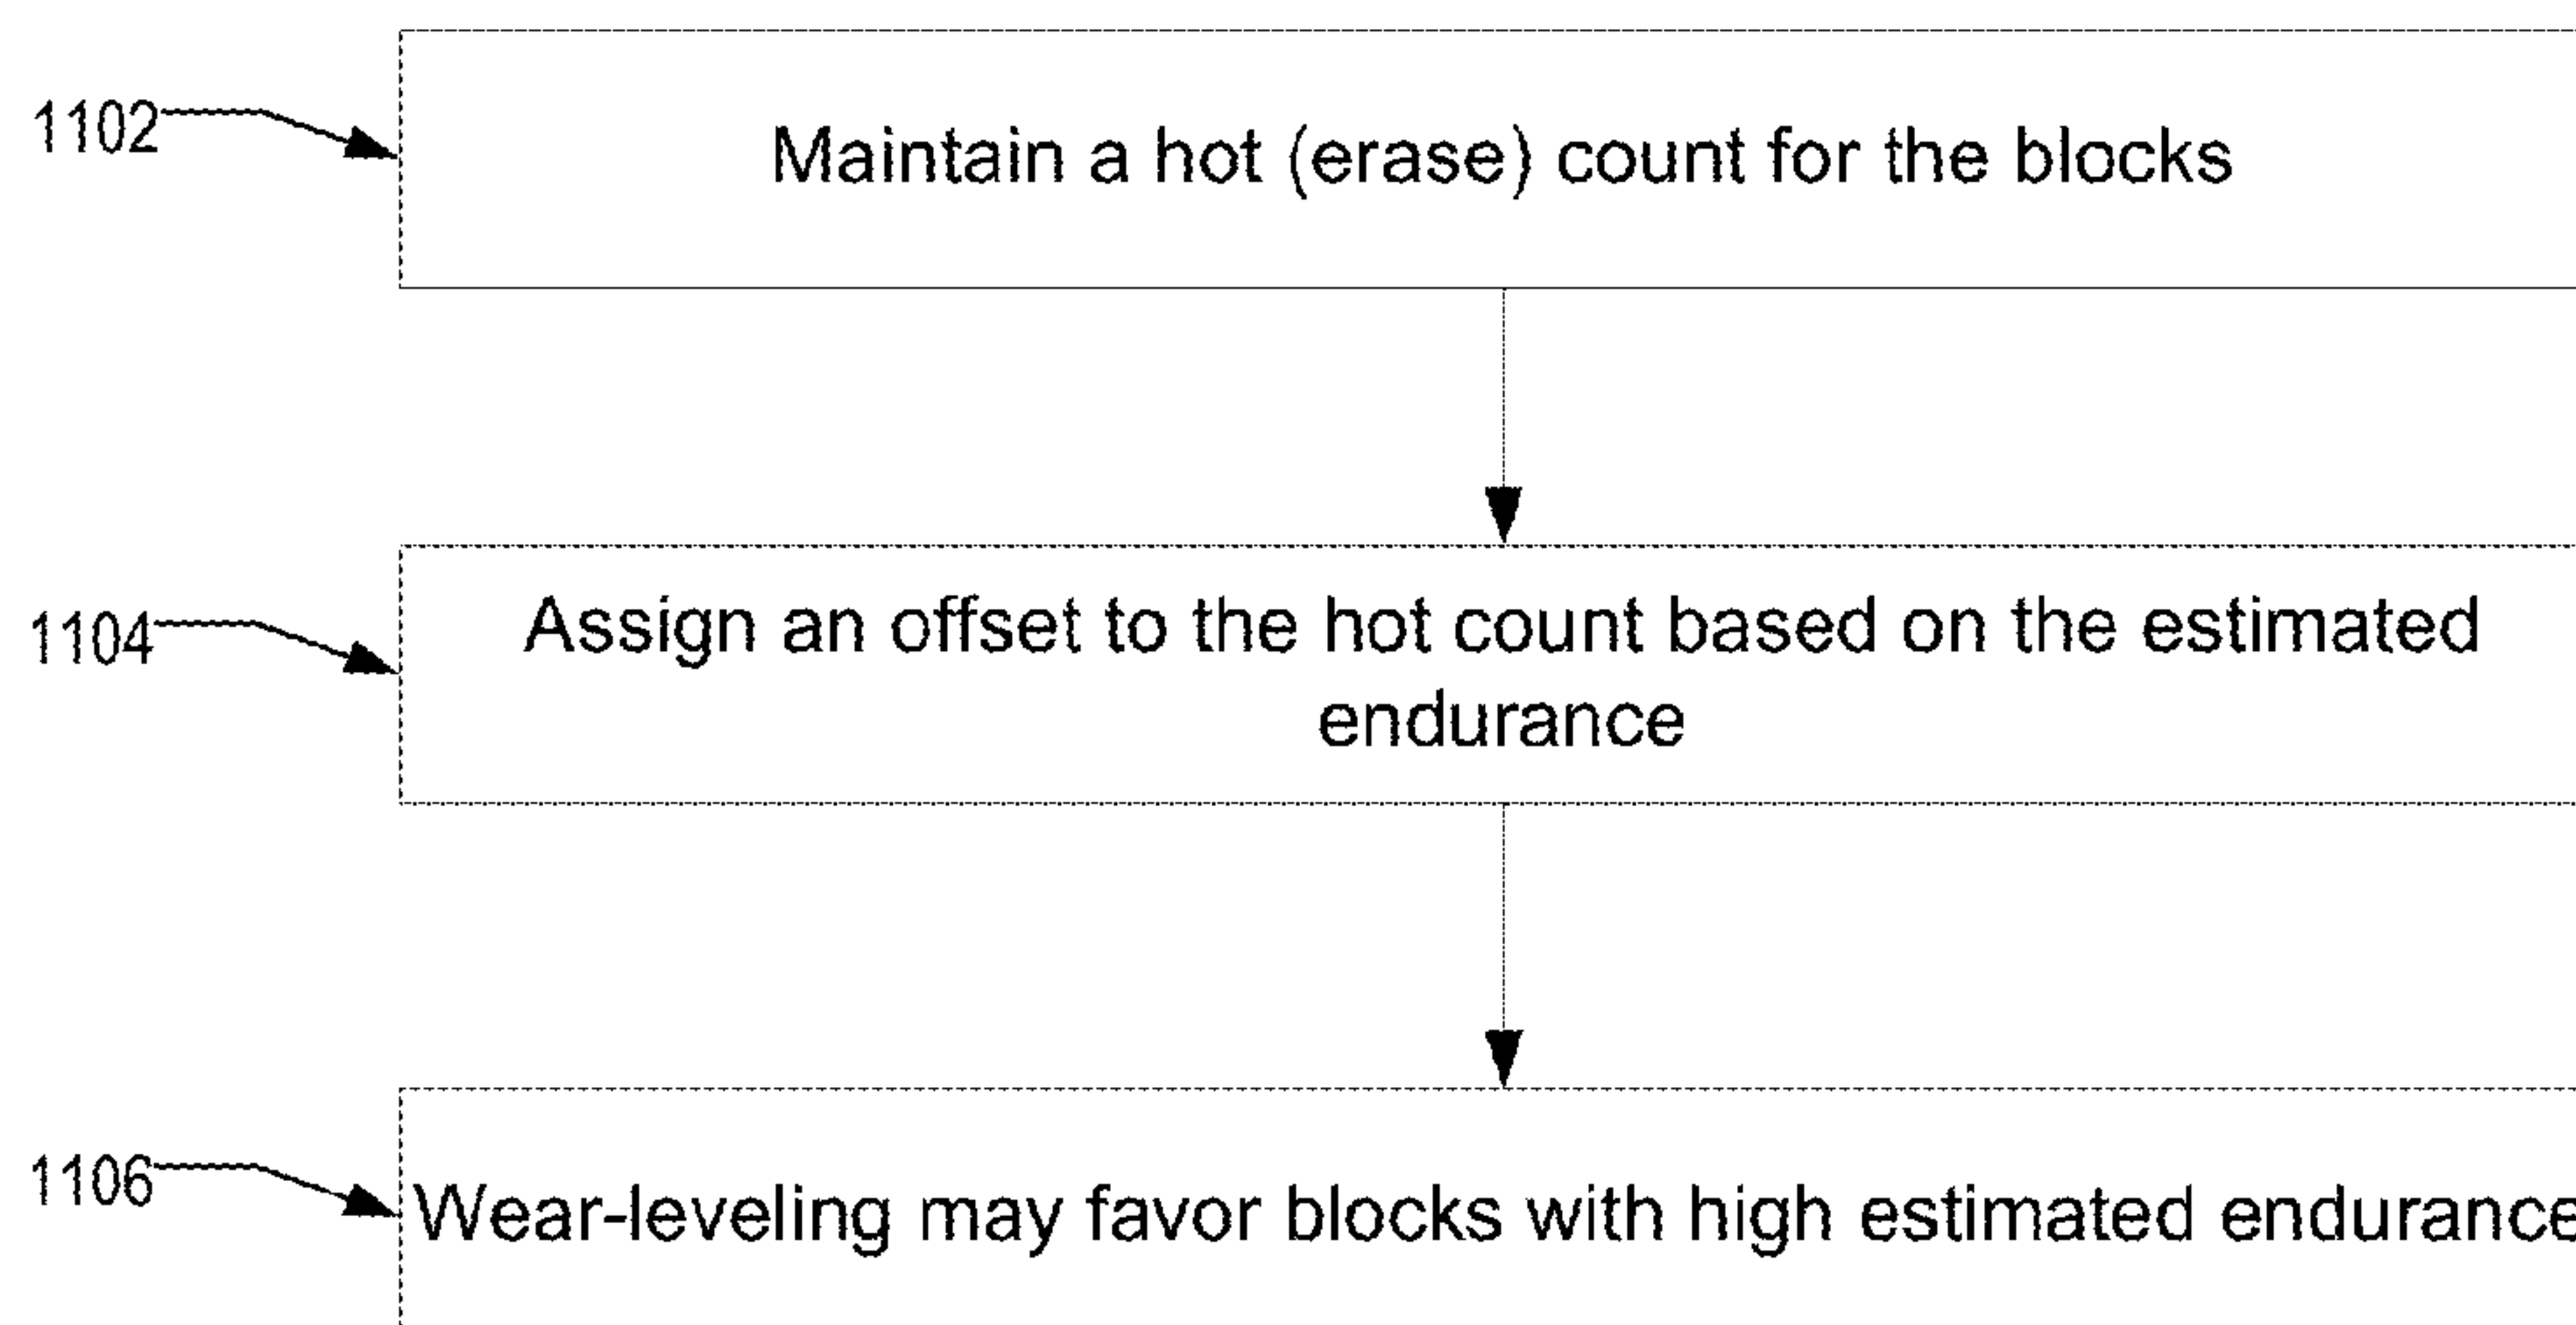 1102
Maintain a hot (erase) count for the blocks
1104
Assign an offset to the hot count based on the estimated
endurance
1106
Wear-leveling may favor blocks with high estimated endurance